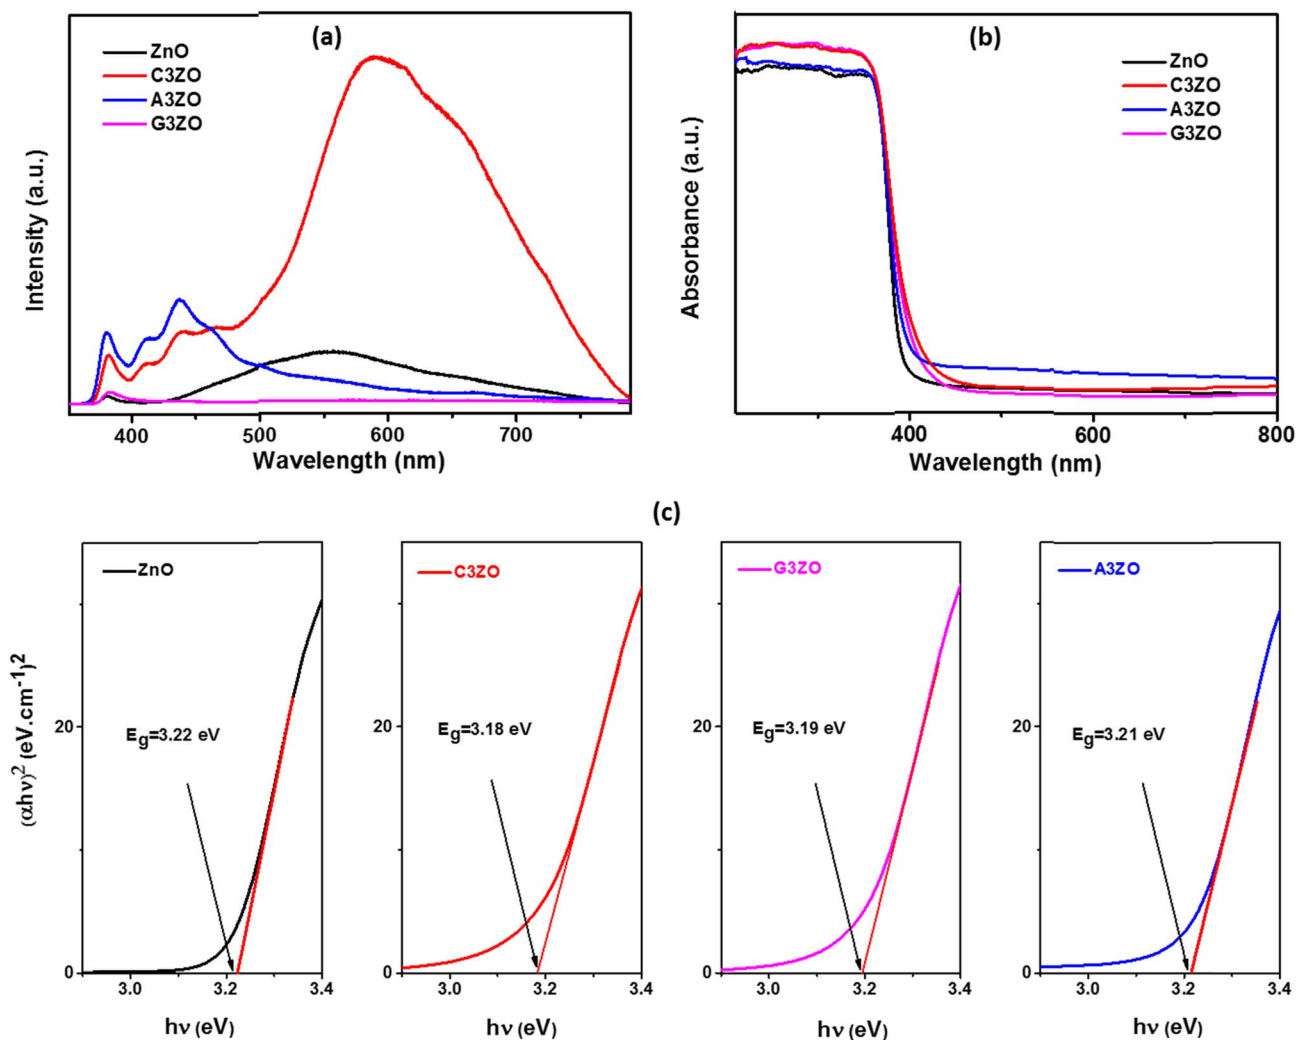 (a)
ZnO
C3ZO
A3ZO
G3ZO
Intensity (a.u.)
400 500 600 700
Wavelength (nm)
(b)
ZnO
C3ZO
A3ZO
G3ZO
Absorbance (a.u.)
400 600 800
Wavelength (nm)
(c)
(αhν)² (eV.cm⁻¹)2
ZnO
20
0
Eg=3.22 eV
3.0 3.2 3.4
hν (eV)
C3ZO
20
0
Eg=3.18 eV
3.0 3.2 3.4
hν (eV)
G3ZO
20
0
Eg=3.19 eV
3.0 3.2 3.4
hν (eV)
A3ZO
20
0
Eg=3.21 eV
3.0 3.2 3.4
hν (eV)